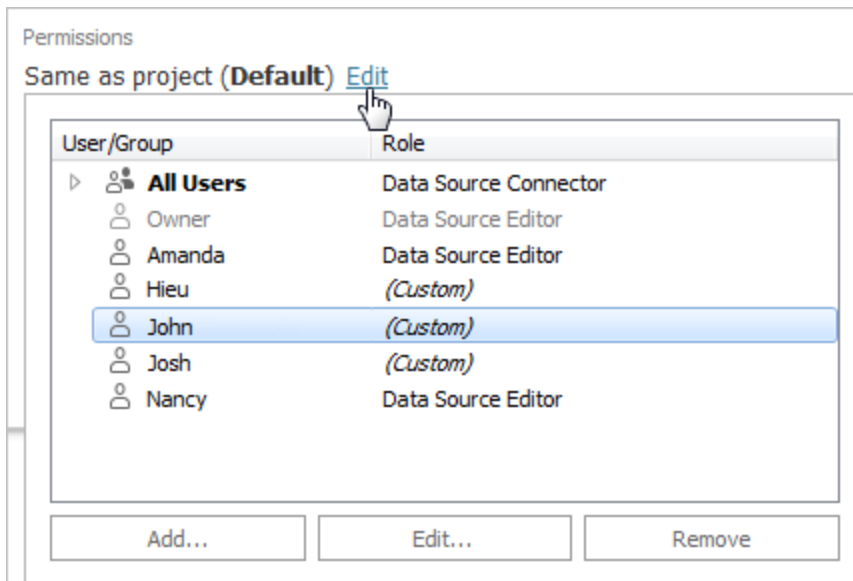 Permissions
Same as project (Default) Edit
User/Group Role
All Users Data Source Connector
Owner Data Source Editor
Amanda Data Source Editor
Hieu (Custom)
John (Custom)
Josh (Custom)
Nancy Data Source Editor
Add... Edit... Remove